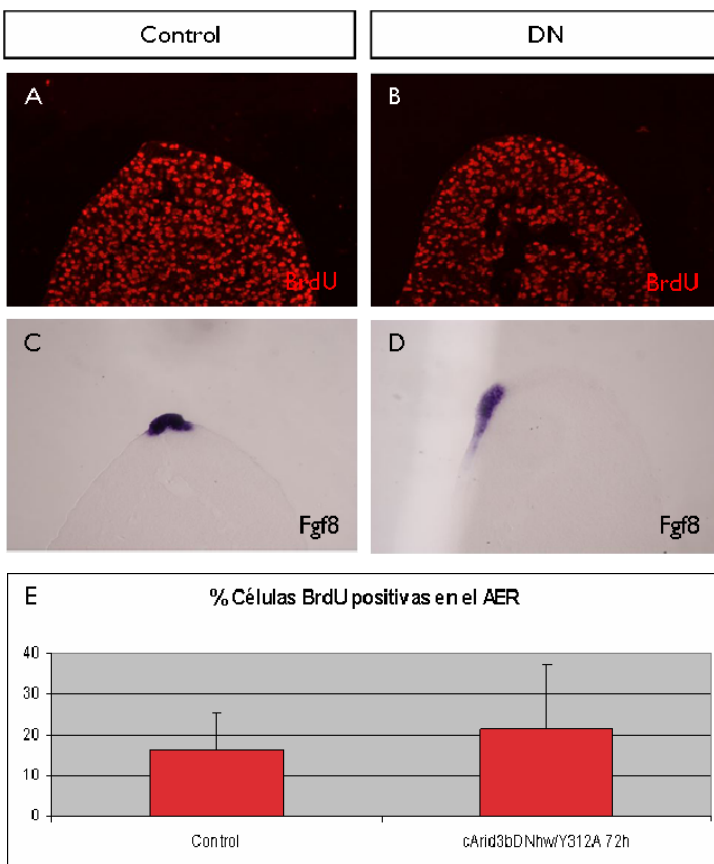 Control
DN
A
B
BrdU
BrdU
C
D
Fgf8
Fgf8
E
% Células BrdU positivas en el AER
40
30
20
10
0
Control
cArid3bDNhw/Y312A 72h